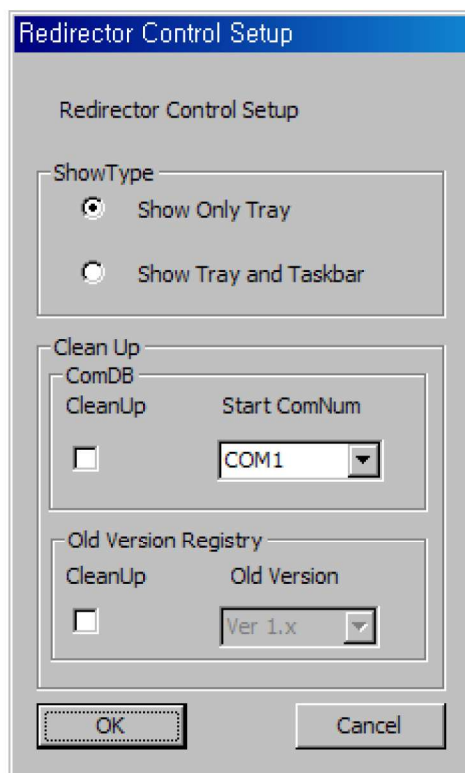 Redirector Control Setup
Redirector Control Setup
ShowType
Show Only Tray
Show Tray and Taskbar
Clean Up
ComDB
CleanUp Start ComNum
COM1
Old Version Registry
CleanUp Old Version
Ver 1.x
OK Cancel